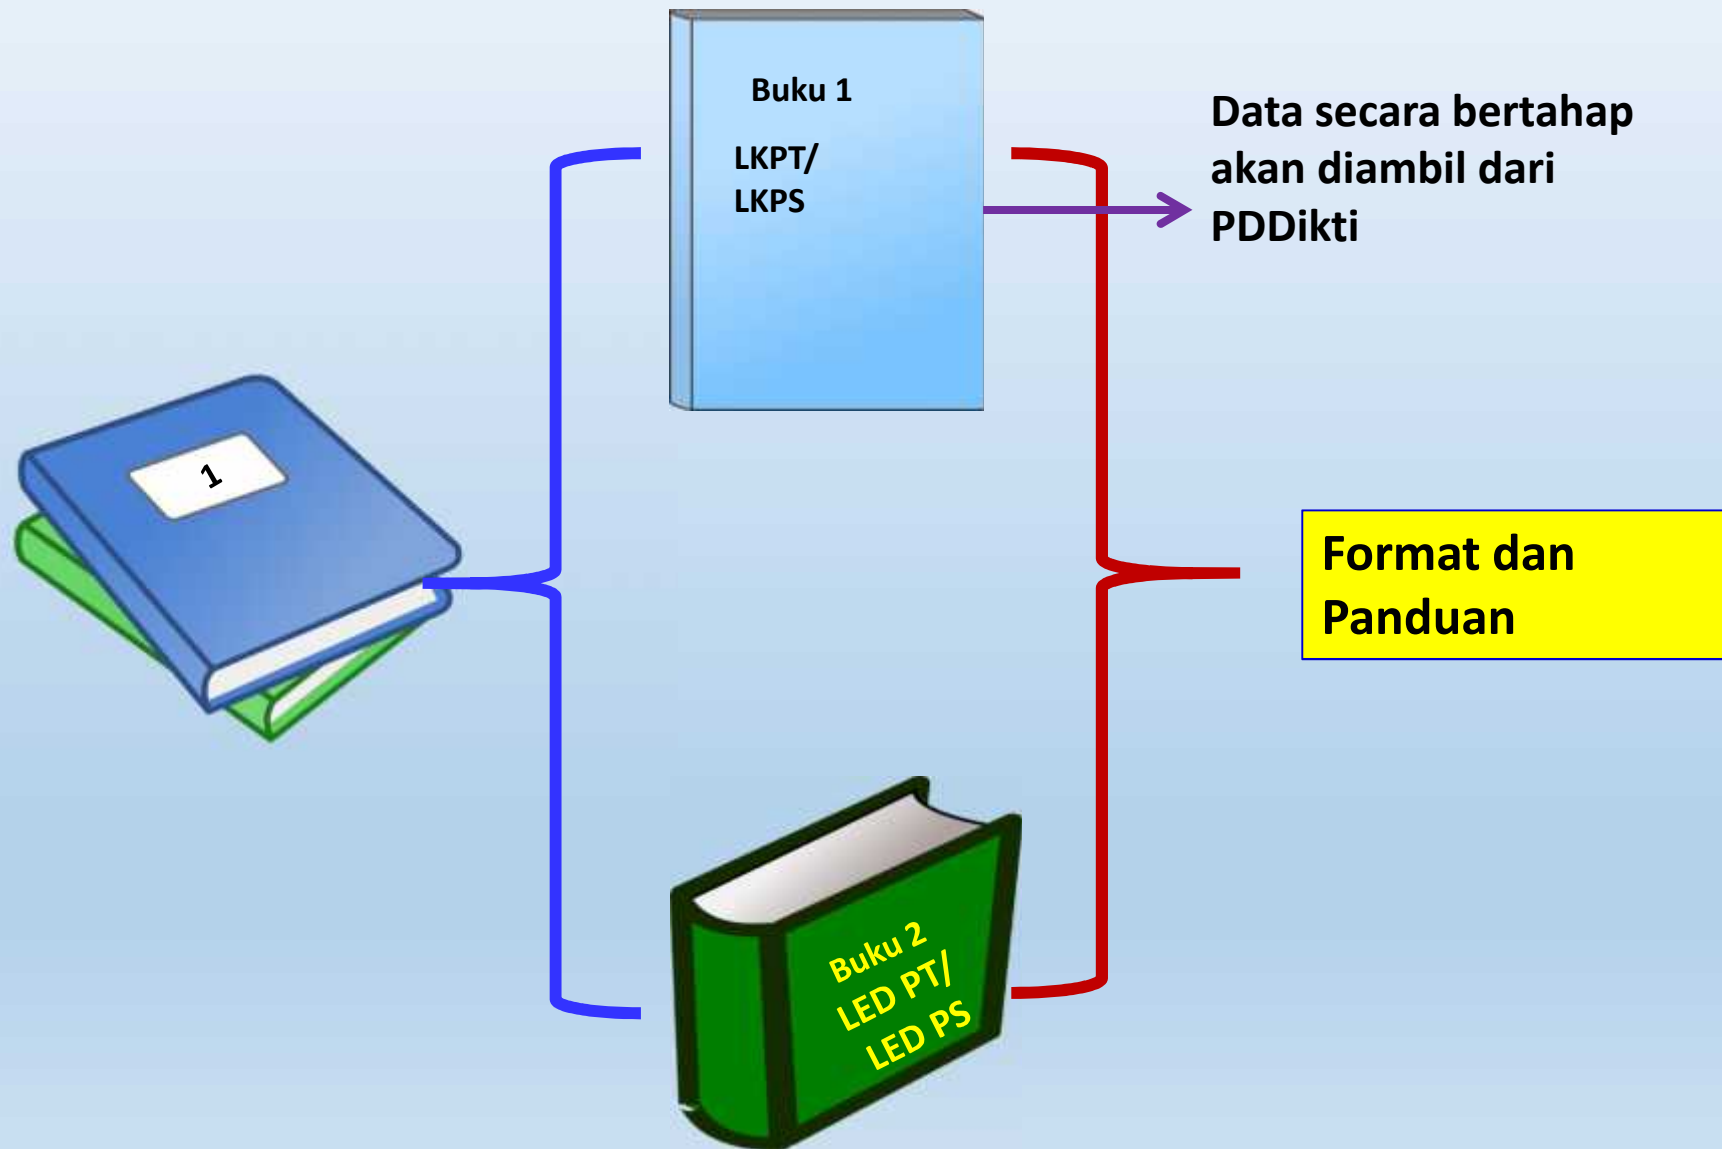 1
Buku 1
LKPT/
LKPS
Data secara bertahap
akan diambil dari
PDDikti
Format dan
Panduan
Buku 2
LED PT/
LED PS